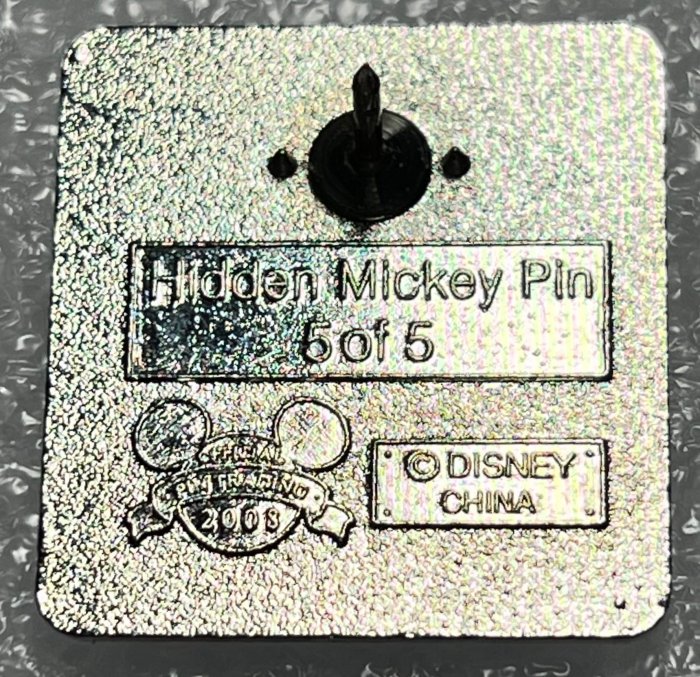 Hidden Mickey Pin
5 of 5
OFFICIAL
PIN TRADING
2008
© DISNEY
CHINA